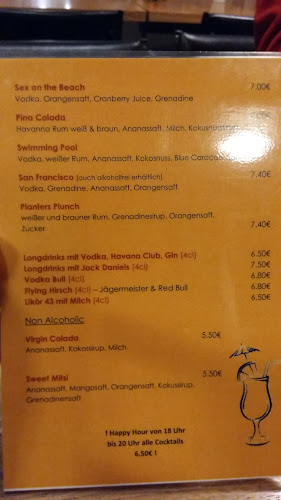 Sex on the Beach 7.00€
Vodka, Orangensaft, Cranberry Juice, Grenadine
Pina Colada
Havanna Rum weiß & braun, Ananassaft, Milch,
Swimming Pool
Vodka, weißer Rum, Ananassaft, Kokosnuss, Blue
San Francisco (auch alkoholfrei erhältlich) 7.40€
Vodka, Grenadine, Ananassaft, Orangensaft
Planters Plunch
weißer und brauner Rum, Grenadinesirup, Orangensaft, 7.40€
Zucker
Longdrinks mit Vodka, Havana Club, Gin (4cl) 6.50€
Longdrinks mit Jack Daniels (4cl) 7.50€
Vodka Bull (4cl) 6.80€
Flying Hirsch (4cl) – Jägermeister & Red Bull 6.80€
Likör 43 mit Milch (4cl) 6.50€
Non Alcoholic
Virgin Colada 5.50€
Ananassaft, Kokossirup, Milch
Sweet Mitsi 5.50€
Ananassaft, Mangosaft, Orangensaft, Kokossirup,
Grenadinensaft
! Happy Hour von 18 Uhr
bis 20 Uhr alle Cocktails
6,50€ !